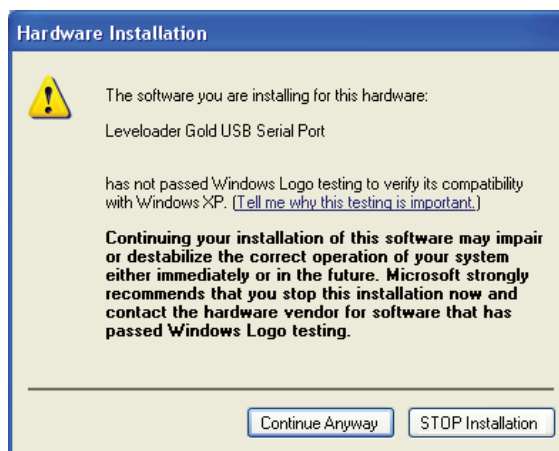 Hardware Installation
The software you are installing for this hardware:
Leveloader Gold USB Serial Port
has not passed Windows Logo testing to verify its compatibility
with Windows XP. (Tell me why this testing is important.)
Continuing your installation of this software may impair
or destabilize the correct operation of your system
either immediately or in the future. Microsoft strongly
recommends that you stop this installation now and
contact the hardware vendor for software that has
passed Windows Logo testing.
Continue Anyway
STOP Installation